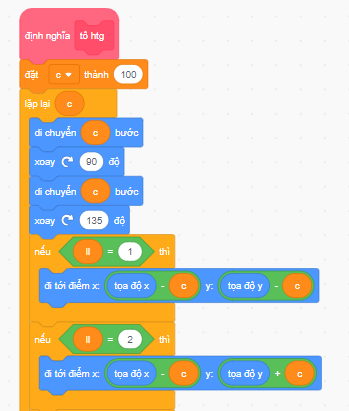 định nghĩa tô htg
đặt c thành 100
lặp lại c
di chuyển c bước
xoay 90 độ
di chuyển c bước
xoay 135 độ
nếu ll = 1 thì
đi tới điểm x: tọa độ x - c y: tọa độ y - c
nếu ll = 2 thì
đi tới điểm x: tọa độ x - c y: tọa độ y + c